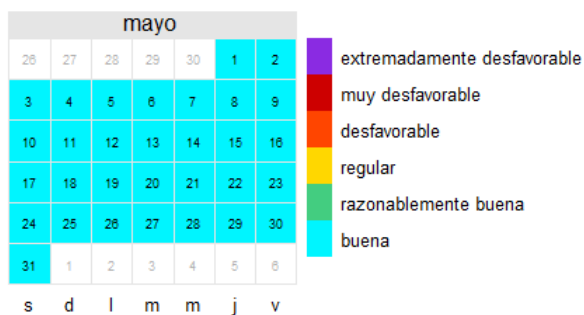 mayo
26 27 28 29 30 1 2
3 4 5 6 7 8 9
10 11 12 13 14 15 16
17 18 19 20 21 22 23
24 25 26 27 28 29 30
31 1 2 3 4 5 6
s d l m m j v
extremadamente desfavorable
muy desfavorable
desfavorable
regular
razonablemente buena
buena